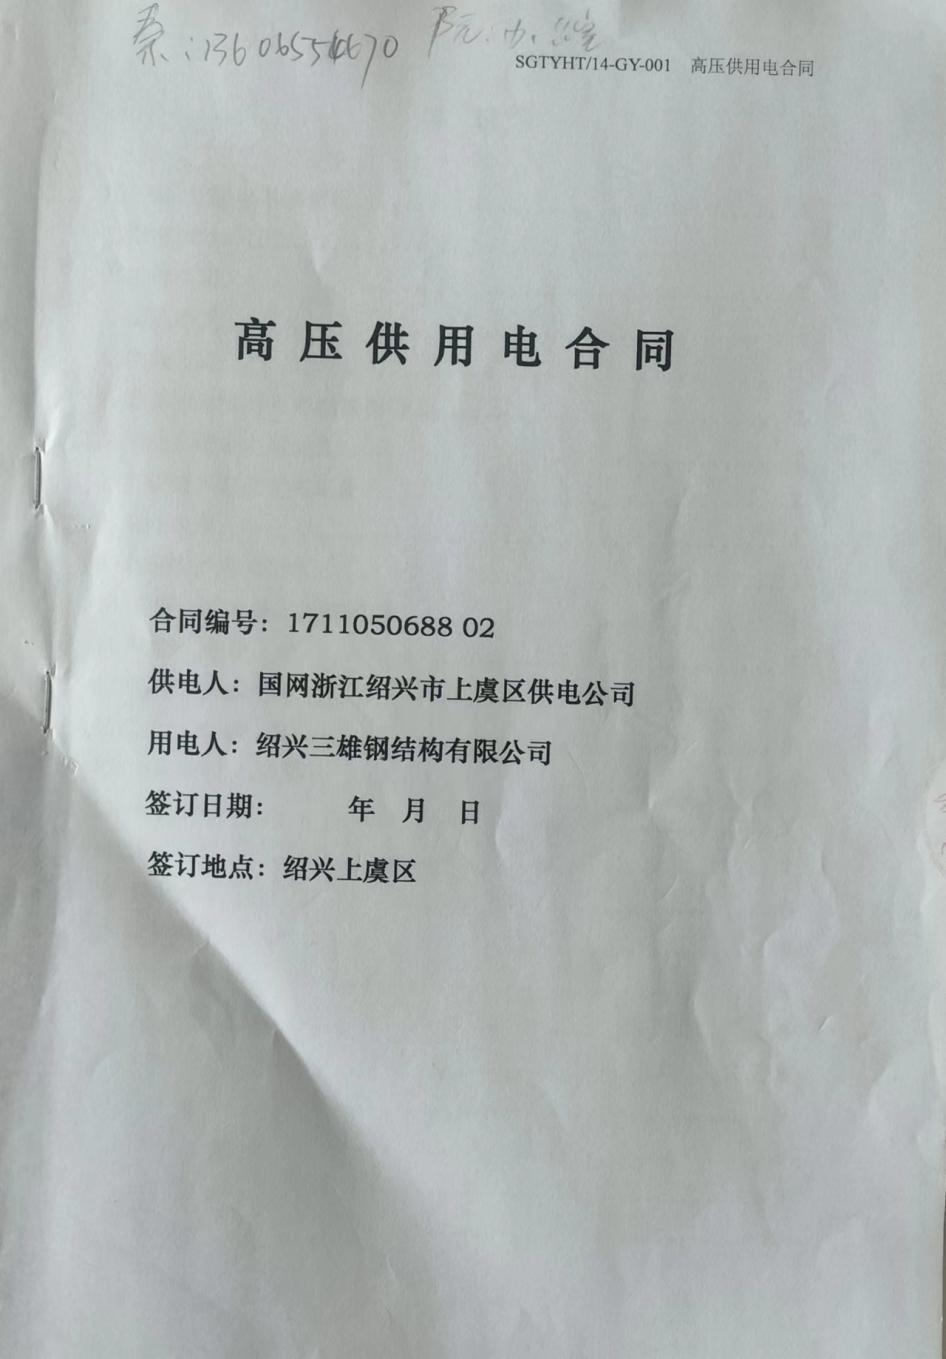 秦:13606554670
SGTYHT/14-GY-001 高压供用电合同
高压供用电合同
合同编号: 1711050688 02
供电人: 国网浙江绍兴市上虞区供电公司
用电人: 绍兴三雄钢结构有限公司
签订日期: 年 月 日
签订地点: 绍兴上虞区